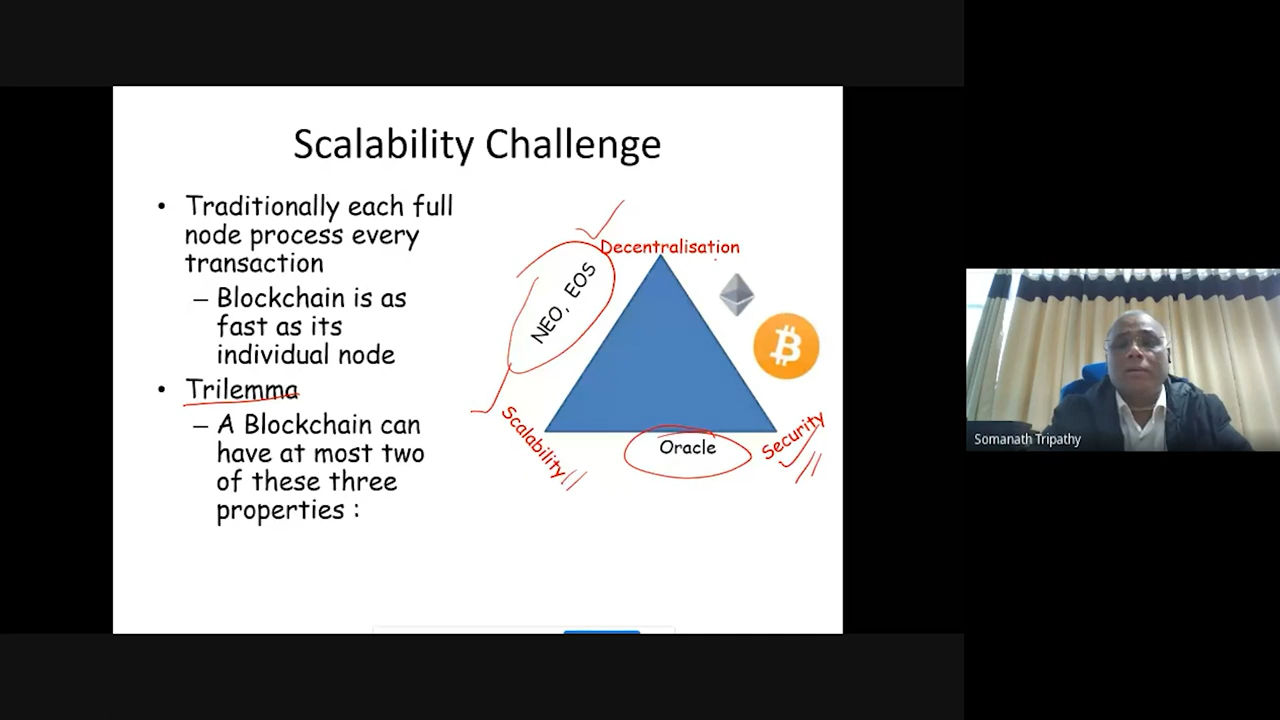 Scalability Challenge
• Traditionally each full
node process every
transaction
– Blockchain is as
fast as its
individual node
• Trilemma
– A Blockchain can
have at most two
of these three
properties :
Decentralisation
NEO, EOS
Scalability
Oracle
Security
Somanath Tripathy